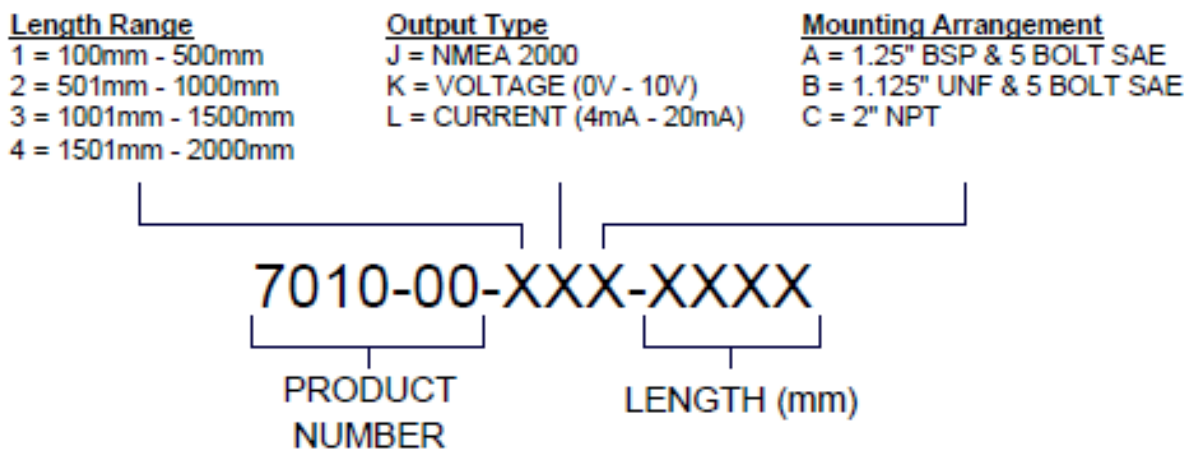 Length Range
1 = 100mm - 500mm
2 = 501mm - 1000mm
3 = 1001mm - 1500mm
4 = 1501mm - 2000mm
Output Type
J = NMEA 2000
K = VOLTAGE (0V - 10V)
L = CURRENT (4mA - 20mA)
Mounting Arrangement
A = 1.25" BSP & 5 BOLT SAE
B = 1.125" UNF & 5 BOLT SAE
C = 2" NPT
7010-00-XXX-XXXX
PRODUCT
NUMBER
LENGTH (mm)